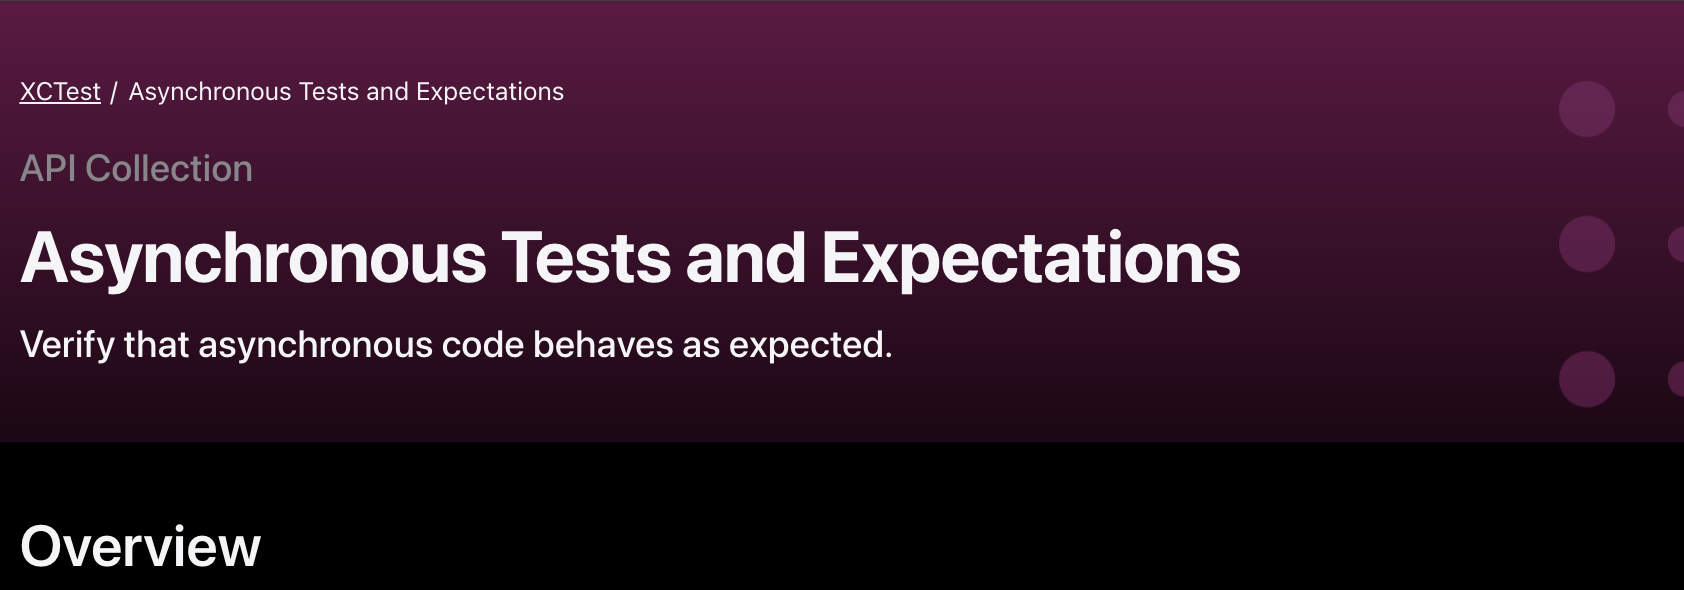 XCTest / Asynchronous Tests and Expectations
API Collection
Asynchronous Tests and Expectations
Verify that asynchronous code behaves as expected.
Overview